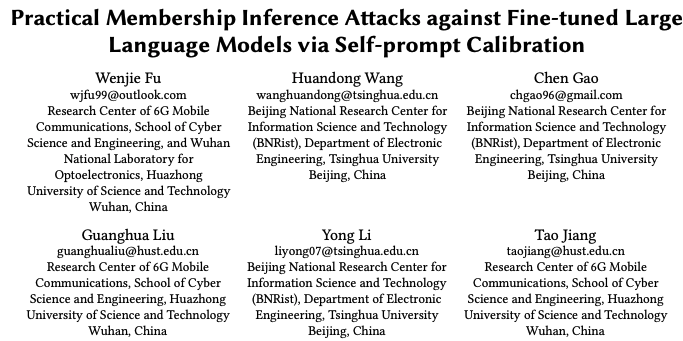 Practical Membership Inference Attacks against Fine-tuned Large
Language Models via Self-prompt Calibration
Wenjie Fu
wjfu99@outlook.com
Research Center of 6G Mobile
Communications, School of Cyber
Science and Engineering, and Wuhan
National Laboratory for
Optoelectronics, Huazhong
University of Science and Technology
Wuhan, China
Huandong Wang
wanghuandong@tsinghua.edu.cn
Beijing National Research Center for
Information Science and Technology
(BNRist), Department of Electronic
Engineering, Tsinghua University
Beijing, China
Chen Gao
chgao96@gmail.com
Beijing National Research Center for
Information Science and Technology
(BNRist), Department of Electronic
Engineering, Tsinghua University
Beijing, China
Guanghua Liu
guanghualiu@hust.edu.cn
Research Center of 6G Mobile
Communications, School of Cyber
Science and Engineering, Huazhong
University of Science and Technology
Wuhan, China
Yong Li
liyong07@tsinghua.edu.cn
Beijing National Research Center for
Information Science and Technology
(BNRist), Department of Electronic
Engineering, Tsinghua University
Beijing, China
Tao Jiang
taojiang@hust.edu.cn
Research Center of 6G Mobile
Communications, School of Cyber
Science and Engineering, Huazhong
University of Science and Technology
Wuhan, China